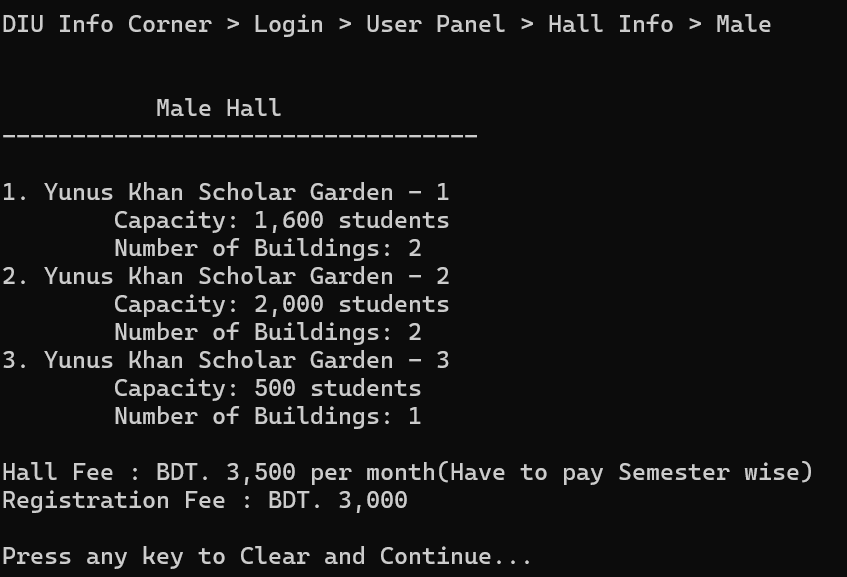 DIU Info Corner > Login > User Panel > Hall Info > Male
Male Hall
----------------------------------
1. Yunus Khan Scholar Garden - 1
Capacity: 1,600 students
Number of Buildings: 2
2. Yunus Khan Scholar Garden - 2
Capacity: 2,000 students
Number of Buildings: 2
3. Yunus Khan Scholar Garden - 3
Capacity: 500 students
Number of Buildings: 1
Hall Fee : BDT. 3,500 per month(Have to pay Semester wise)
Registration Fee : BDT. 3,000
Press any key to Clear and Continue...